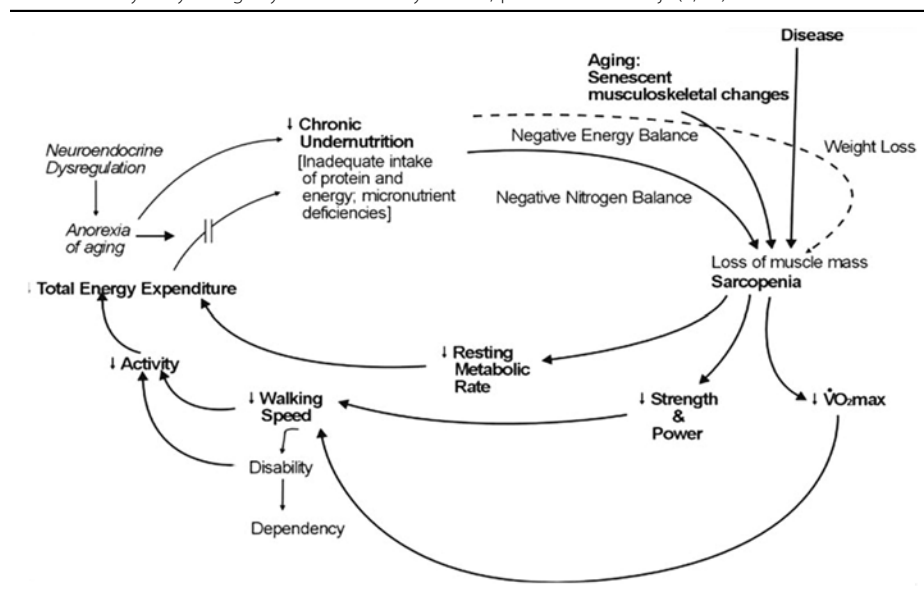 Disease
Aging:
Senescent
musculoskeletal changes
↓ Chronic
Undernutrition
[Inadequate intake
of protein and
energy; micronutrient
deficiencies]
Negative Energy Balance
Weight Loss
Neuroendocrine
Dysregulation
Negative Nitrogen Balance
Anorexia
of aging
Loss of muscle mass
Sarcopenia
↓ Total Energy Expenditure
↓ Resting
Metabolic
Rate
↓ Activity
↓ Walking
Speed
↓ Strength
&
Power
↓ V̇O₂max
Disability
Dependency